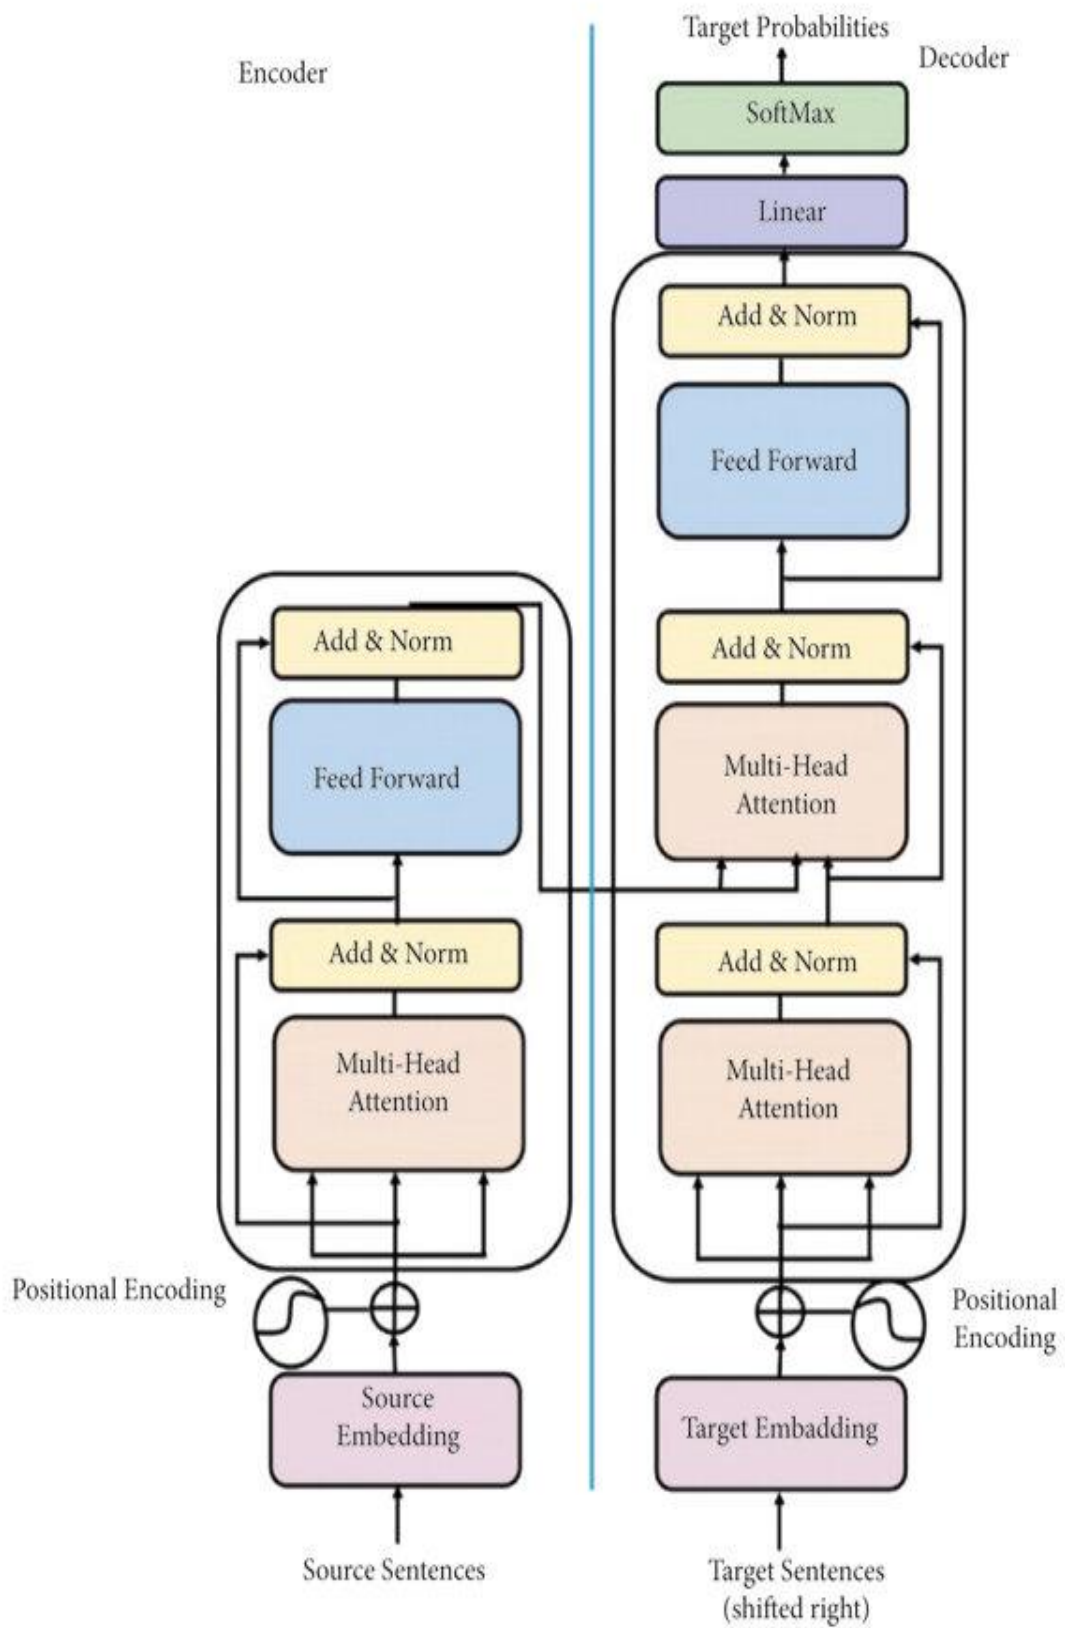 Encoder
Add & Norm
Feed Forward
Add & Norm
Multi-Head
Attention
Positional Encoding
Source
Embedding
Source Sentences
Target Probabilities
Decoder
SoftMax
Linear
Add & Norm
Feed Forward
Add & Norm
Multi-Head
Attention
Add & Norm
Multi-Head
Attention
Positional
Encoding
Target Embadding
Target Sentences
(shifted right)